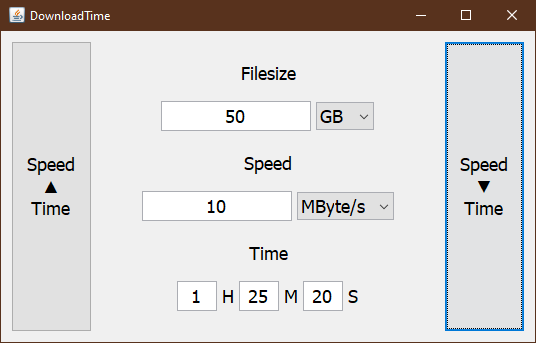 DownloadTime
Filesize
50 GB
Speed
10 MByte/s
Time
1 H 25 M 20 S
Speed
▲
Time
Speed
▼
Time